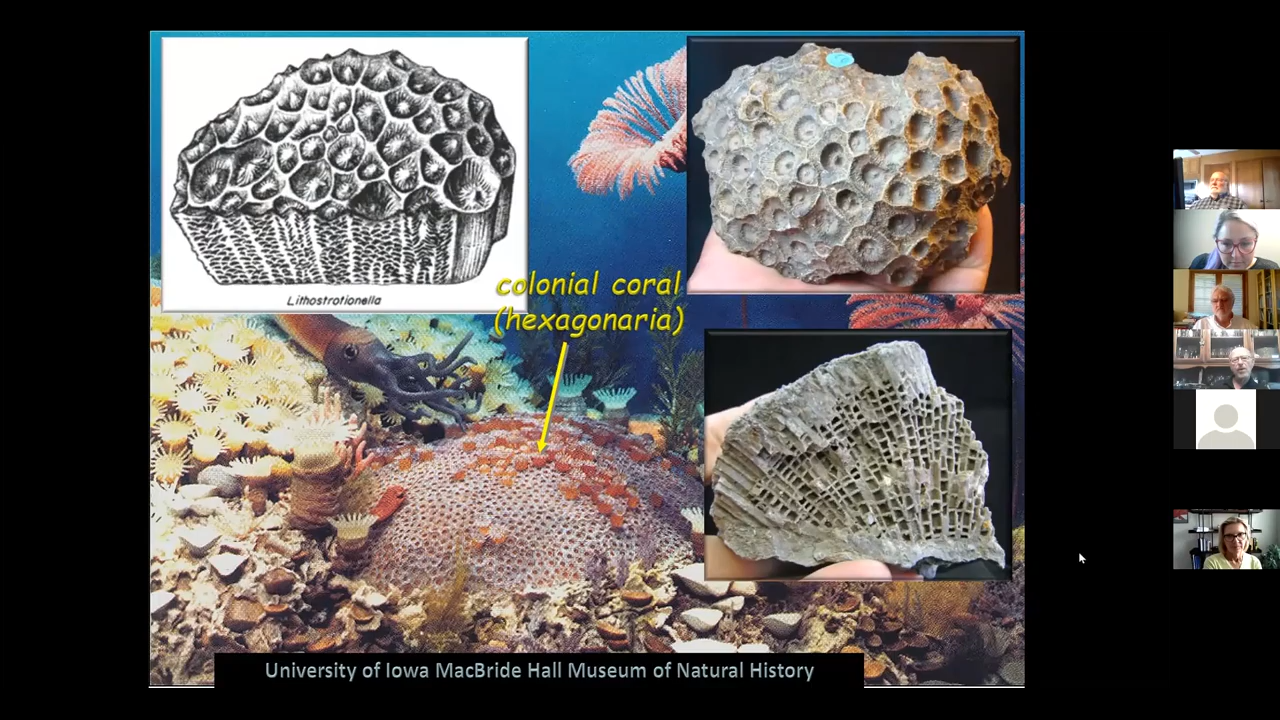 Lithostrotionella
colonial coral
(hexagonaria)
University of Iowa MacBride Hall Museum of Natural History